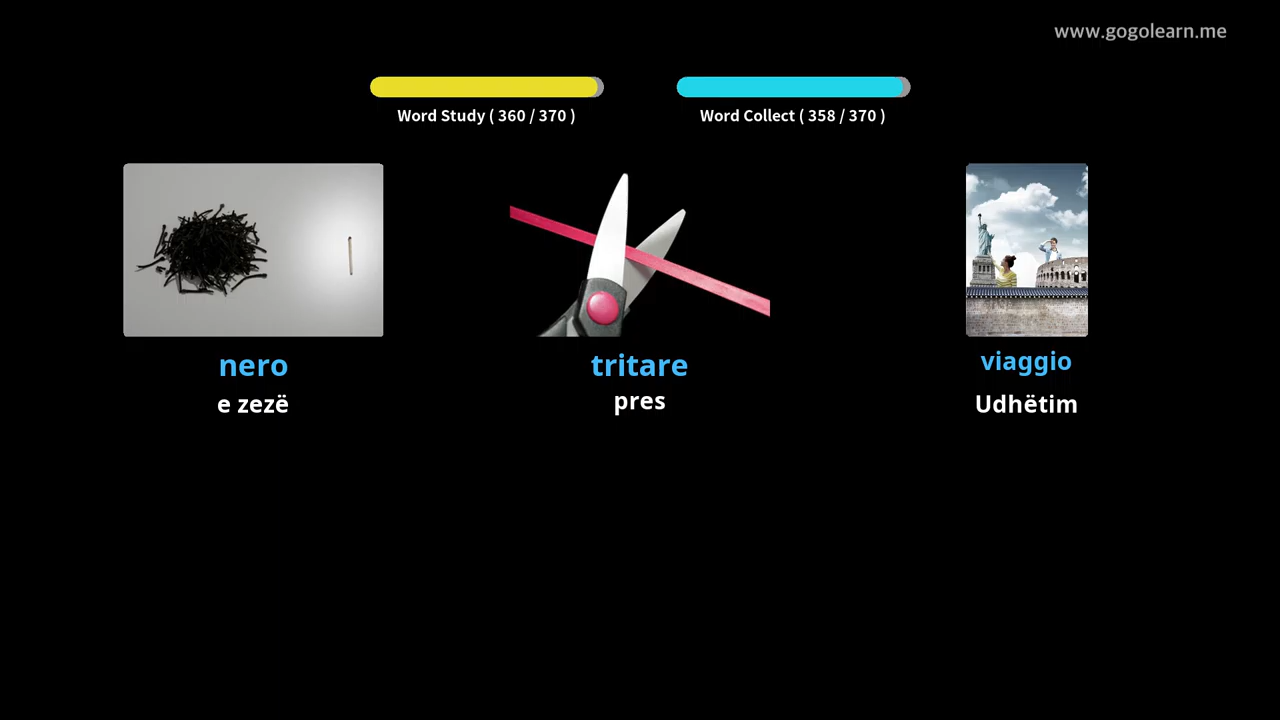 www.gogolearn.me
Word Study ( 360 / 370 )
Word Collect ( 358 / 370 )
nero
e zezë
tritare
pres
viaggio
Udhëtim